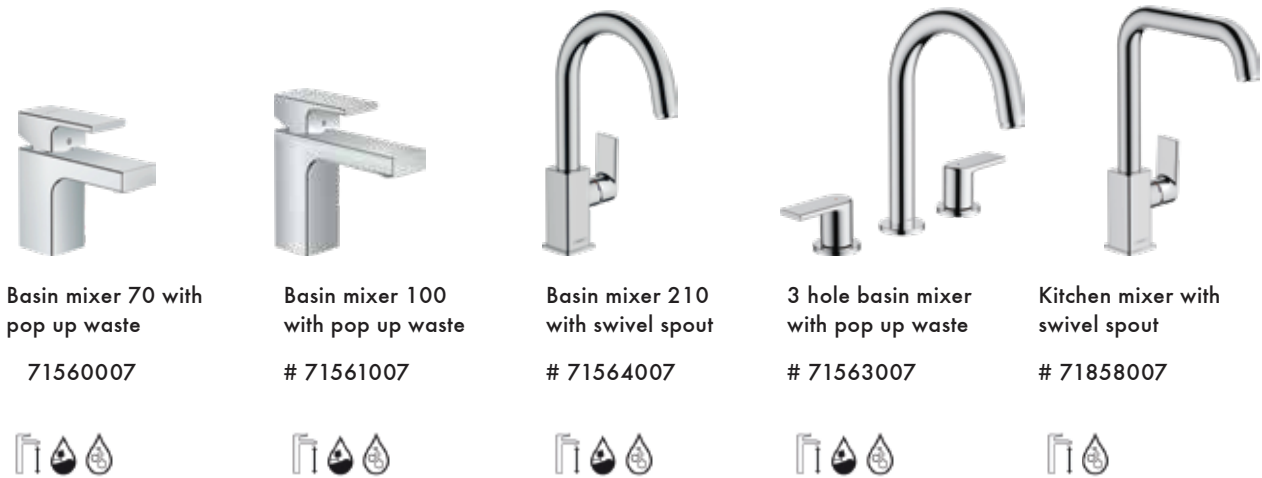 Basin mixer 70 with
pop up waste
71560007
Basin mixer 100
with pop up waste
# 71561007
Basin mixer 210
with swivel spout
# 71564007
3 hole basin mixer
with pop up waste
# 71563007
Kitchen mixer with
swivel spout
# 71858007